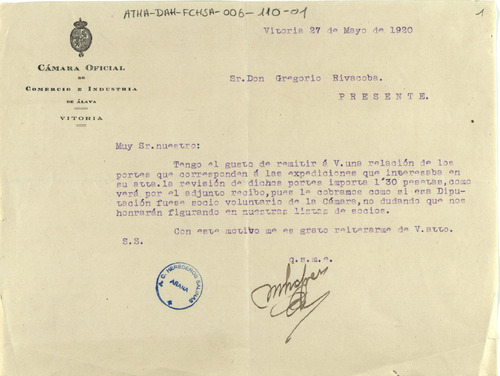 ATHA-DAH-FCHSA-006-110-01
1
Vitoria 27 de Mayo de 1920
CÁMARA OFICIAL
DE
COMERCIO E INDUSTRIA
DE ÁLAVA
VITORIA
Sr.Don Gregorio Rivacoba.
PRESENTE.
Muy Sr.nuestro:
Tengo el gusto de remitir á V.una relación de los
portes que corresponden á las expediciones que interesaba en
su atta.la revisión de dichos portes importa 1'30 pesetas,como
verá por el adjunto recibo,pues le cobramos como si esa Dipu-
tación fuese socio voluntario de la Cámara,no dudando que nos
honrarán figurando en nuestras listas de socios.
Con este motivo me es grato reiterarme de V.atto.
S.S.
q.s.m.e.
A. C. HEREDEROS SALINAS
ARANA